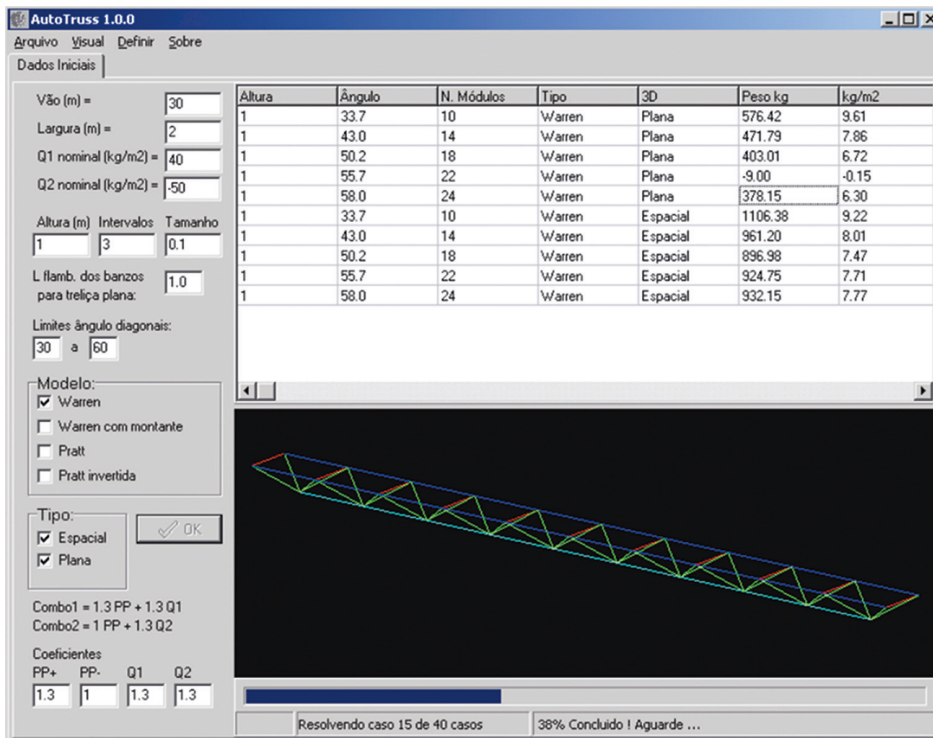 AutoTruss 1.0.0
Arquivo Visual Definir Sobre
Dados Iniciais
Vão (m) = 30
Largura (m) = 2
Q1 nominal (kg/m2) = 40
Q2 nominal (kg/m2) = -50
Altura (m) Intervalos Tamanho
1 3 0.1
L flamb. dos banzos
para treliça plana: 1.0
Limites ângulo diagonais:
30 a 60
Modelo:
Warren
Warren com montante
Pratt
Pratt invertida
Tipo:
Espacial
Plana
OK
Combo1 = 1.3 PP + 1.3 Q1
Combo2 = 1 PP + 1.3 Q2
Coeficientes
PP+ PP- Q1 Q2
1.3 1 1.3 1.3
Altura Ângulo N. Módulos Tipo 3D Peso kg kg/m2
1 33.7 10 Warren Plana 576.42 9.61
1 43.0 14 Warren Plana 471.79 7.86
1 50.2 18 Warren Plana 403.01 6.72
1 55.7 22 Warren Plana -9.00 -0.15
1 58.0 24 Warren Plana 378.15 6.30
1 33.7 10 Warren Espacial 1106.38 9.22
1 43.0 14 Warren Espacial 961.20 8.01
1 50.2 18 Warren Espacial 896.98 7.47
1 55.7 22 Warren Espacial 924.75 7.71
1 58.0 24 Warren Espacial 932.15 7.77
Resolvendo caso 15 de 40 casos
38% Concluido ! Aguarde ...